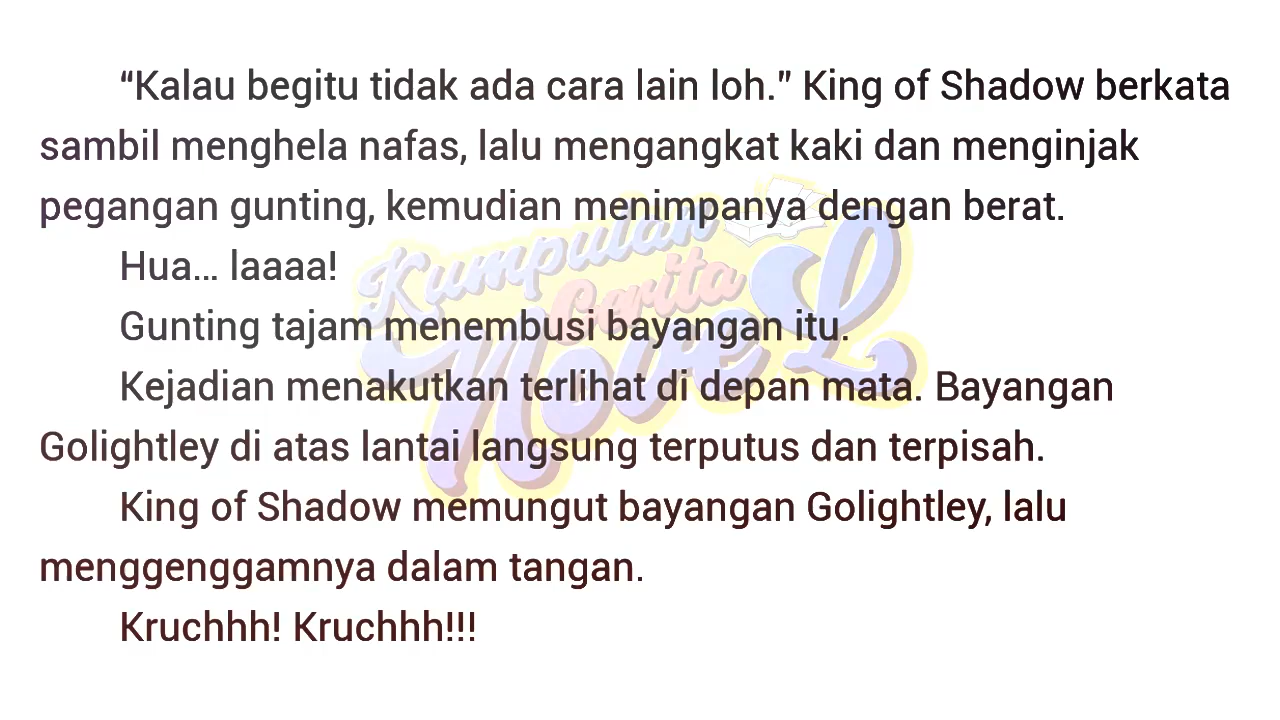 “Kalau begitu tidak ada cara lain loh.” King of Shadow berkata
sambil menghela nafas, lalu mengangkat kaki dan menginjak
pegangan gunting, kemudian menimpanya dengan berat.
Hua... laaaa!
Gunting tajam menembusi bayangan itu.
Kejadian menakutkan terlihat di depan mata. Bayangan
Golightley di atas lantai langsung terputus dan terpisah.
King of Shadow memungut bayangan Golightley, lalu
menggenggamnya dalam tangan.
Kruchhh! Kruchhh!!!
Kumpulan
Cerita
NoveL